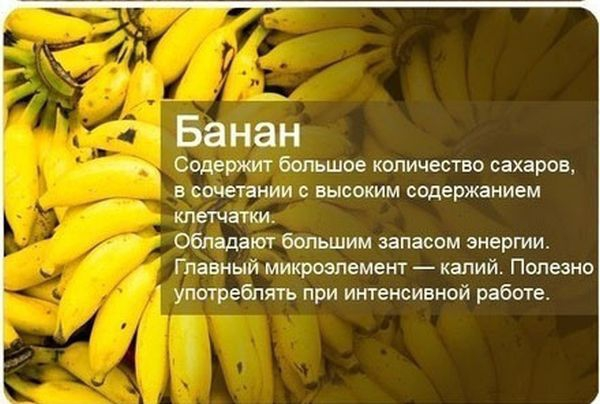 Банан
Содержит большое количество сахаров,
в сочетании с высоким содержанием
клетчатки.
Обладают большим запасом энергии.
Главный микроэлемент — калий. Полезно
употреблять при интенсивной работе.